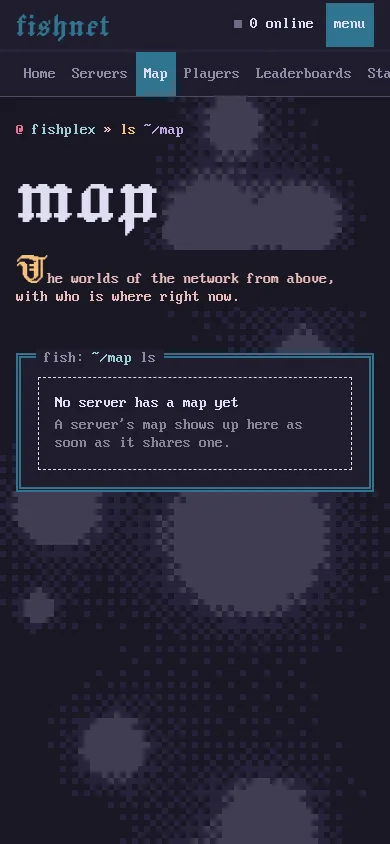 fishnet
0 online
menu
Home Servers Map Players Leaderboards Sta
@ fishplex » ls ~/map
map
The worlds of the network from above,
with who is where right now.
fish: ~/map ls
No server has a map yet
A server's map shows up here as
soon as it shares one.